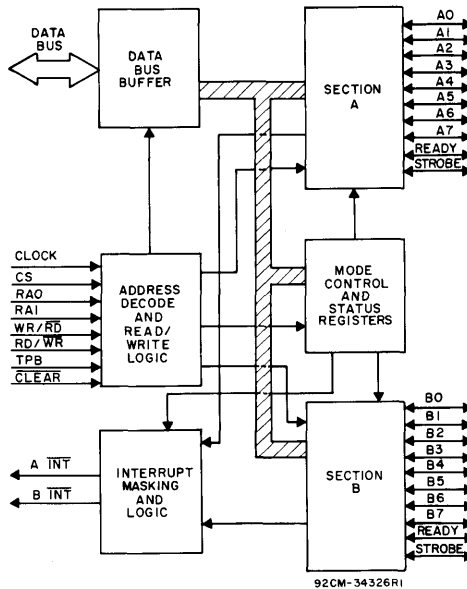 DATA
BUS
DATA
BUS
BUFFER
SECTION
A
A0
A1
A2
A3
A4
A5
A6
A7
READY
STROBE
CLOCK
CS
RA0
RA1
WR/RD
RD/WR
TPB
CLEAR
ADDRESS
DECODE
AND
READ/
WRITE
LOGIC
MODE
CONTROL
AND
STATUS
REGISTERS
A INT
B INT
INTERRUPT
MASKING
AND
LOGIC
SECTION
B
B0
B1
B2
B3
B4
B5
B6
B7
READY
STROBE
92CM-34326R1